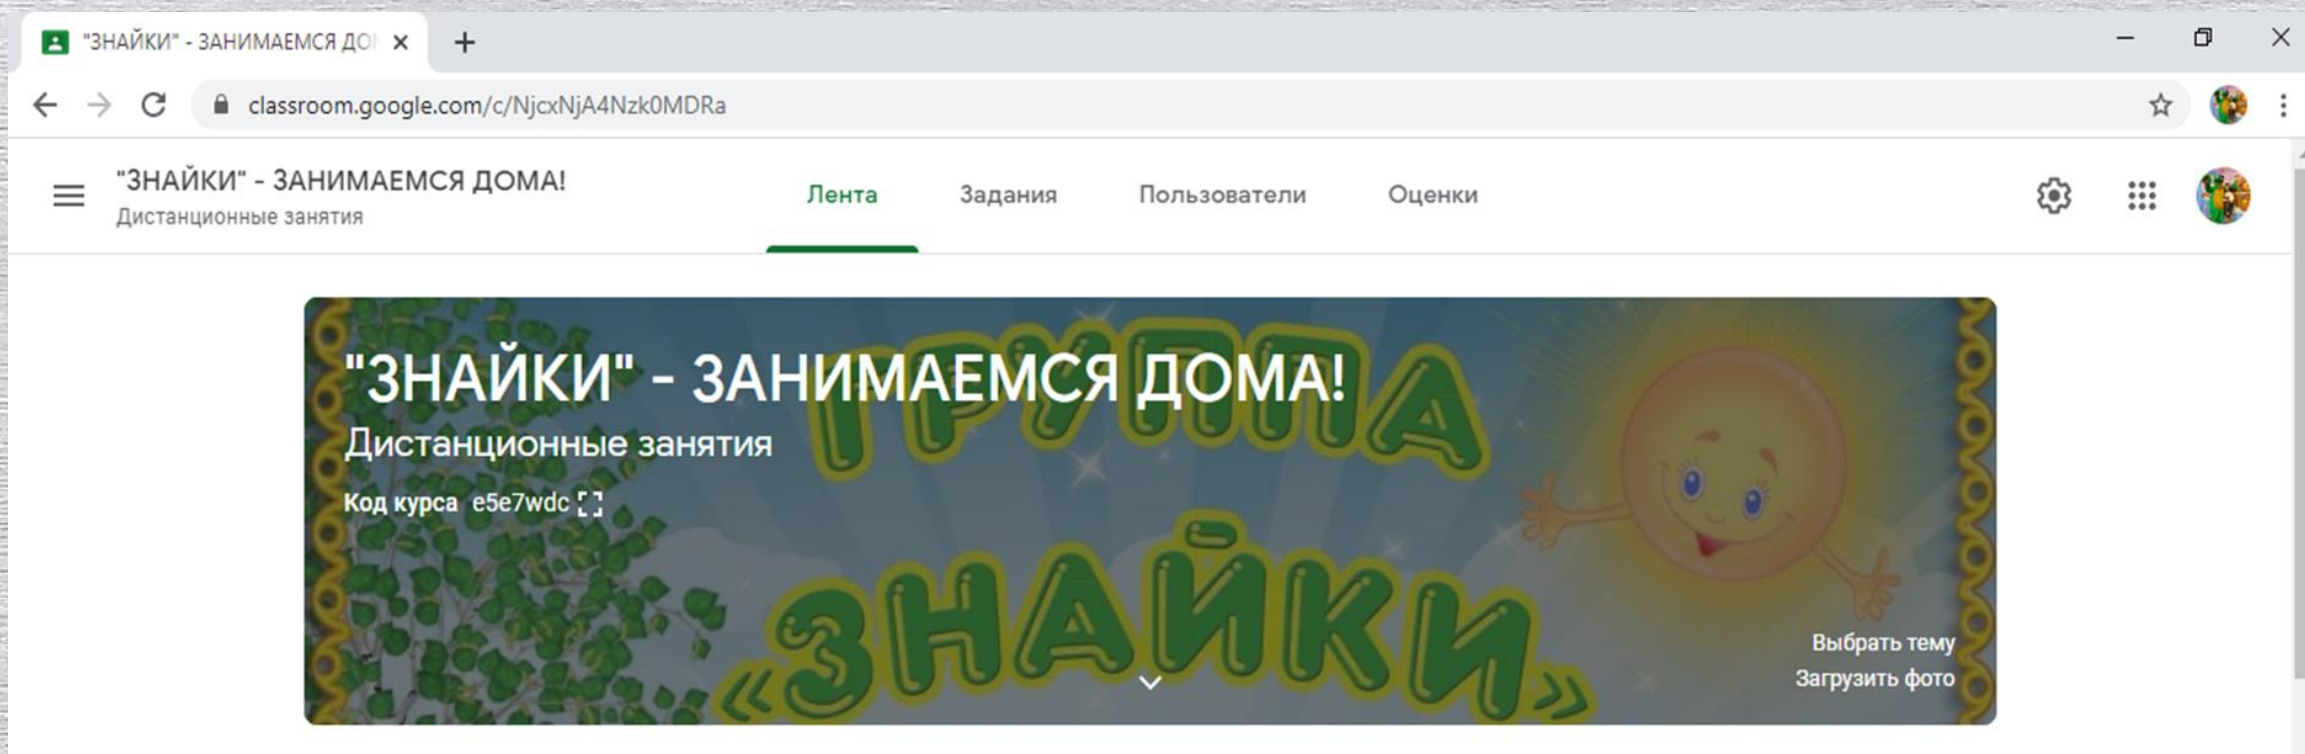 "ЗНАЙКИ" - ЗАНИМАЕМСЯ ДО
classroom.google.com/c/NjcxNjA4Nzk0MDRa
"ЗНАЙКИ" - ЗАНИМАЕМСЯ ДОМА!
Дистанционные занятия
Лента Задания Пользователи Оценки
ГРУППА
"ЗНАЙКИ" - ЗАНИМАЕМСЯ ДОМА!
Дистанционные занятия
Код курса e5e7wdc
«ЗНАЙКИ»
Выбрать тему
Загрузить фото